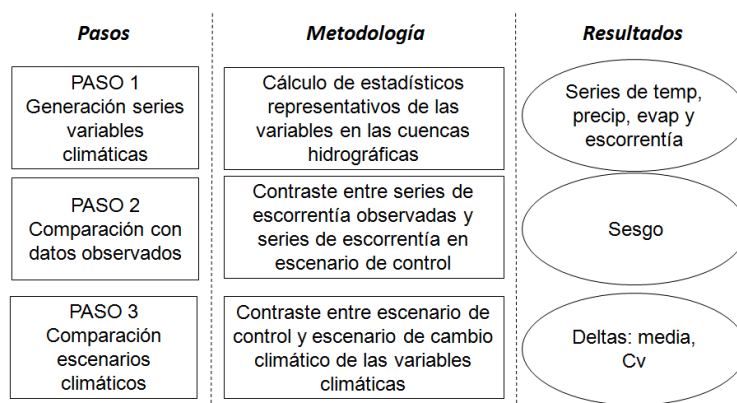 Pasos
Metodología
Resultados
PASO 1
Generación series
variables
climáticas
Cálculo de estadísticos
representativos de las
variables en las cuencas
hidrográficas
Series de temp,
precip, evap y
escorrentía
PASO 2
Comparación con
datos observados
Contraste entre series de
escorrentía observadas y
series de escorrentía en
escenario de control
Sesgo
PASO 3
Comparación
escenarios
climáticos
Contraste entre escenario de
control y escenario de cambio
climático de las variables
climáticas
Deltas: media,
Cv